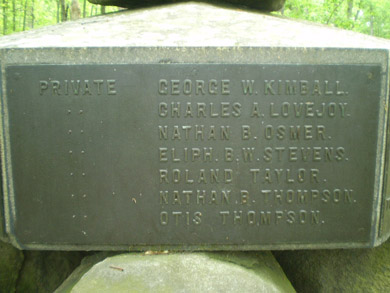 PRIVATE GEORGE W. KIMBALL.
" CHARLES A. LOVEJOY.
" NATHAN B. OSMER.
" ELIPH. B. W. STEVENS.
" ROLAND TAYLOR.
" NATHAN B. THOMPSON.
" OTIS THOMPSON.